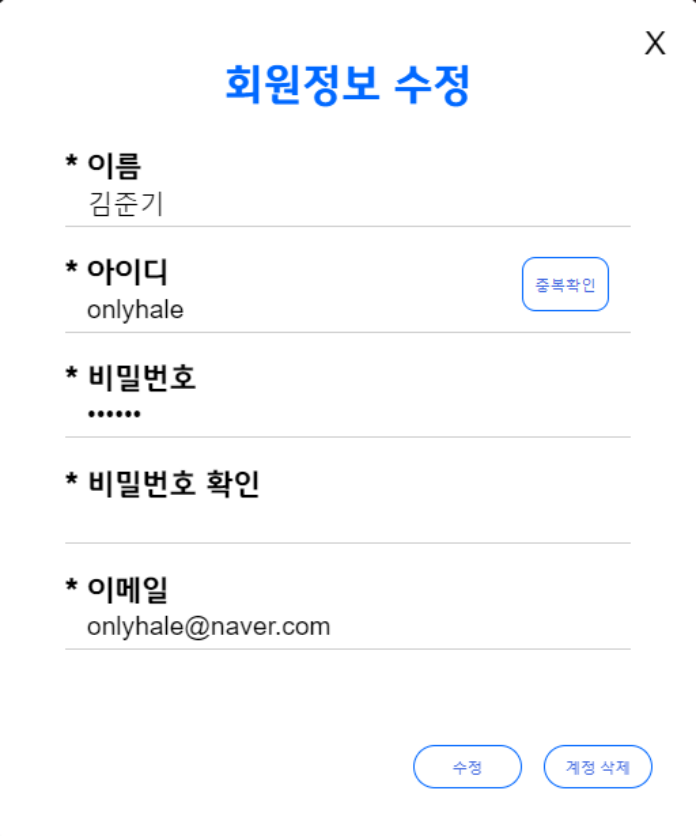 X
회원정보 수정
* 이름
김준기
* 아이디
중복확인
onlyhale
* 비밀번호
••••••
* 비밀번호 확인
* 이메일
onlyhale@naver.com
수정
계정 삭제